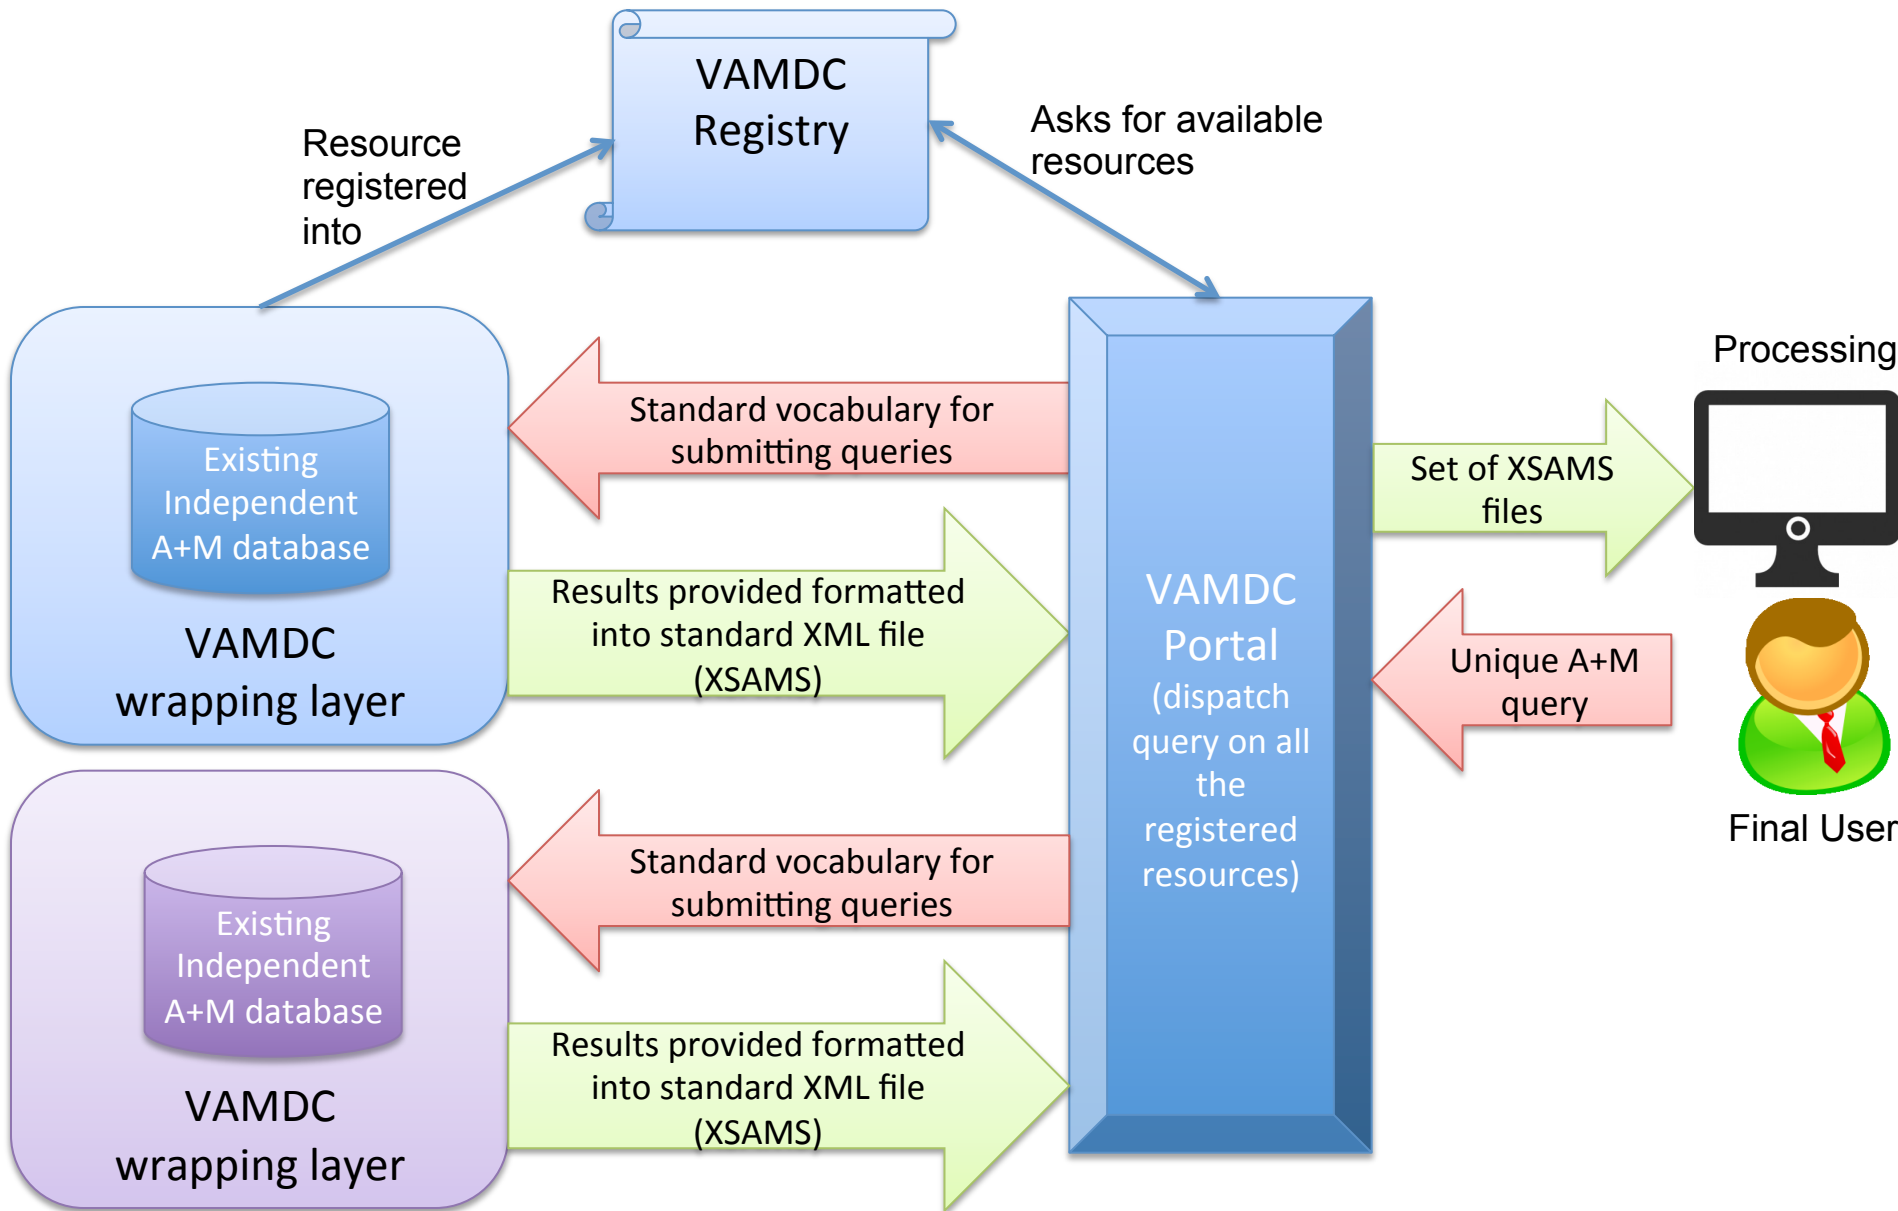 VAMDC
Registry
Resource
registered
into
Asks for available
resources
Existing
Independent
A+M database
VAMDC
wrapping layer
Standard vocabulary for
submitting queries
Results provided formatted
into standard XML file
(XSAMS)
VAMDC
Portal
(dispatch
query on all
the
registered
resources)
Set of XSAMS
files
Processing
Unique A+M
query
Final User
Existing
Independent
A+M database
VAMDC
wrapping layer
Standard vocabulary for
submitting queries
Results provided formatted
into standard XML file
(XSAMS)